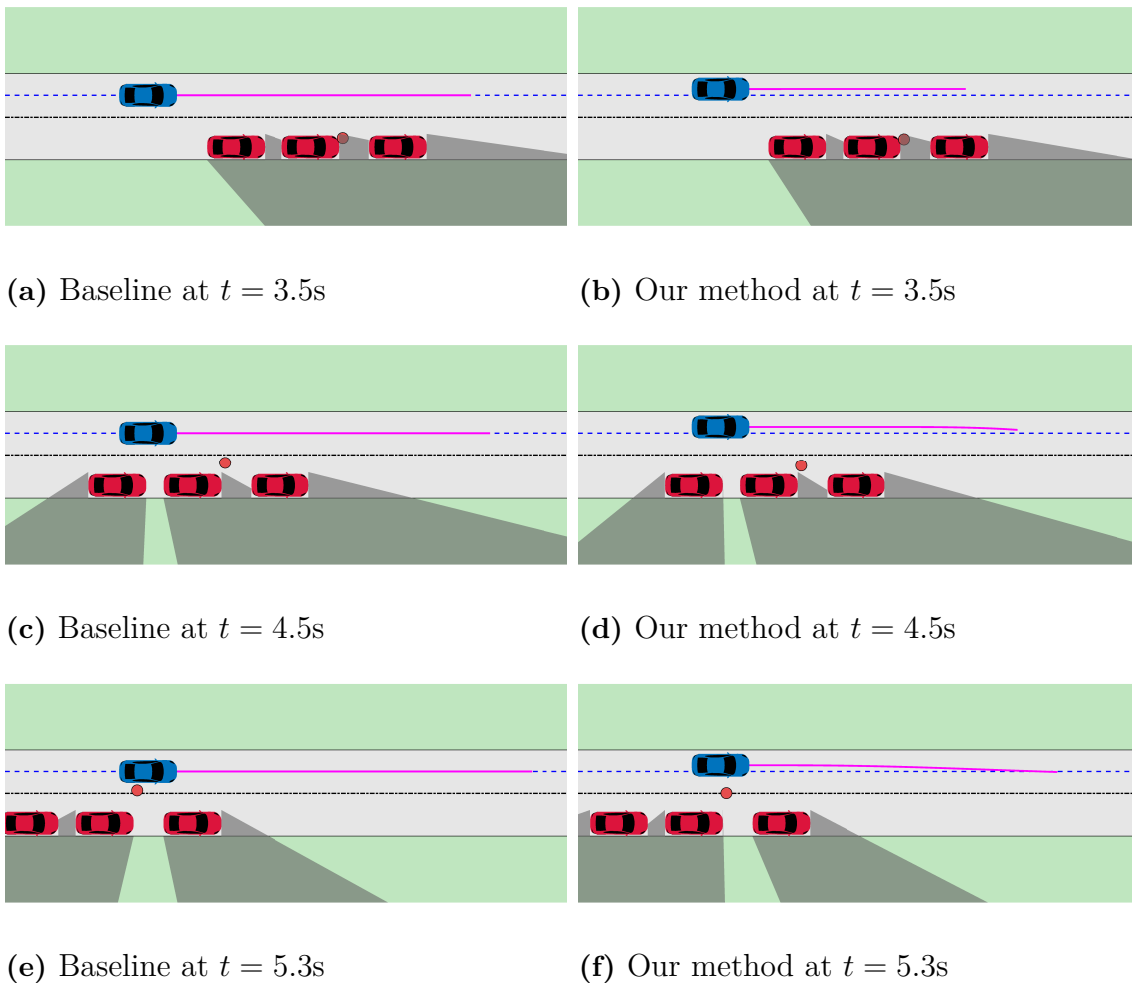 (a) Baseline at t = 3.5s
(b) Our method at t = 3.5s
(c) Baseline at t = 4.5s
(d) Our method at t = 4.5s
(e) Baseline at t = 5.3s
(f) Our method at t = 5.3s